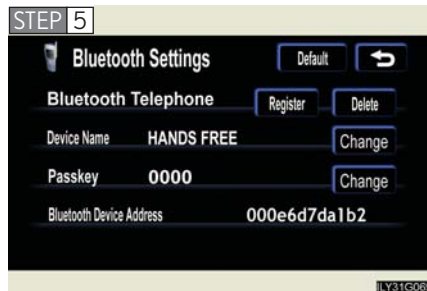 STEP 5
Bluetooth Settings Default
Bluetooth Telephone Register Delete
Device Name HANDS FREE Change
Passkey 0000 Change
Bluetooth Device Address 000e6d7da1b2
ILY31G06